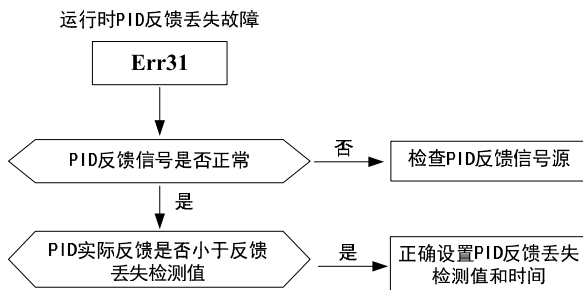 运行时PID反馈丢失故障
Err31
PID反馈信号是否正常
否
检查PID反馈信号源
是
PID实际反馈是否小于反馈
丢失检测值
是
正确设置PID反馈丢失
检测值和时间